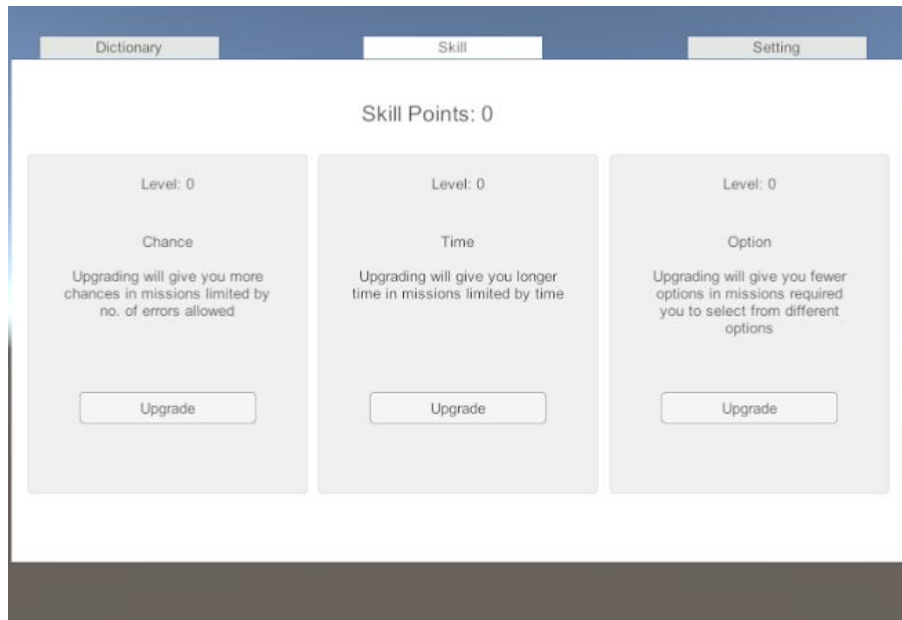 Dictionary
Skill
Setting
Skill Points: 0
Level: 0
Chance
Upgrading will give you more
chances in missions limited by
no. of errors allowed
Upgrade
Level: 0
Time
Upgrading will give you longer
time in missions limited by time
Upgrade
Level: 0
Option
Upgrading will give you fewer
options in missions required
you to select from different
options
Upgrade